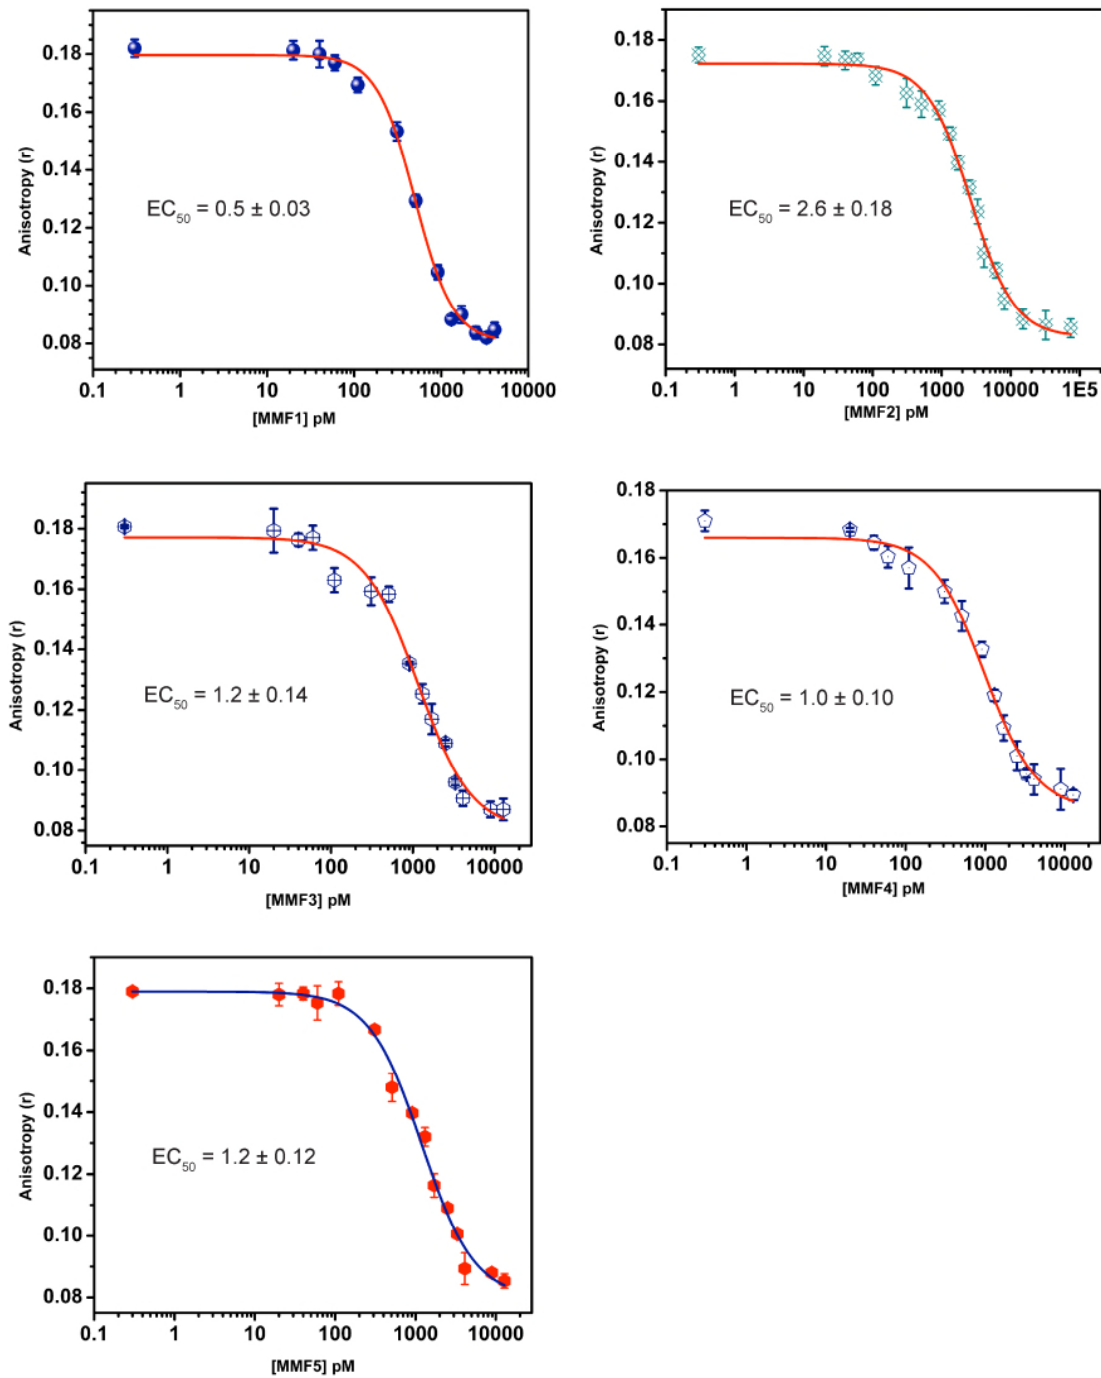 0.18
0.16
0.14
0.12
0.10
0.08
Anisotropy (r)
EC50 = 0.5 ± 0.03
0.1 1 10 100 1000 10000
[MMF1] pM
0.18
0.16
0.14
0.12
0.10
0.08
Anisotropy (r)
EC50 = 2.6 ± 0.18
0.1 1 10 100 1000 10000 1E5
[MMF2] pM
0.18
0.16
0.14
0.12
0.10
0.08
Anisotropy (r)
EC50 = 1.2 ± 0.14
0.1 1 10 100 1000 10000
[MMF3] pM
0.18
0.16
0.14
0.12
0.10
0.08
Anisotropy (r)
EC50 = 1.0 ± 0.10
0.1 1 10 100 1000 10000
[MMF4] pM
0.18
0.16
0.14
0.12
0.10
0.08
Anisotropy (r)
EC50 = 1.2 ± 0.12
0.1 1 10 100 1000 10000
[MMF5] pM